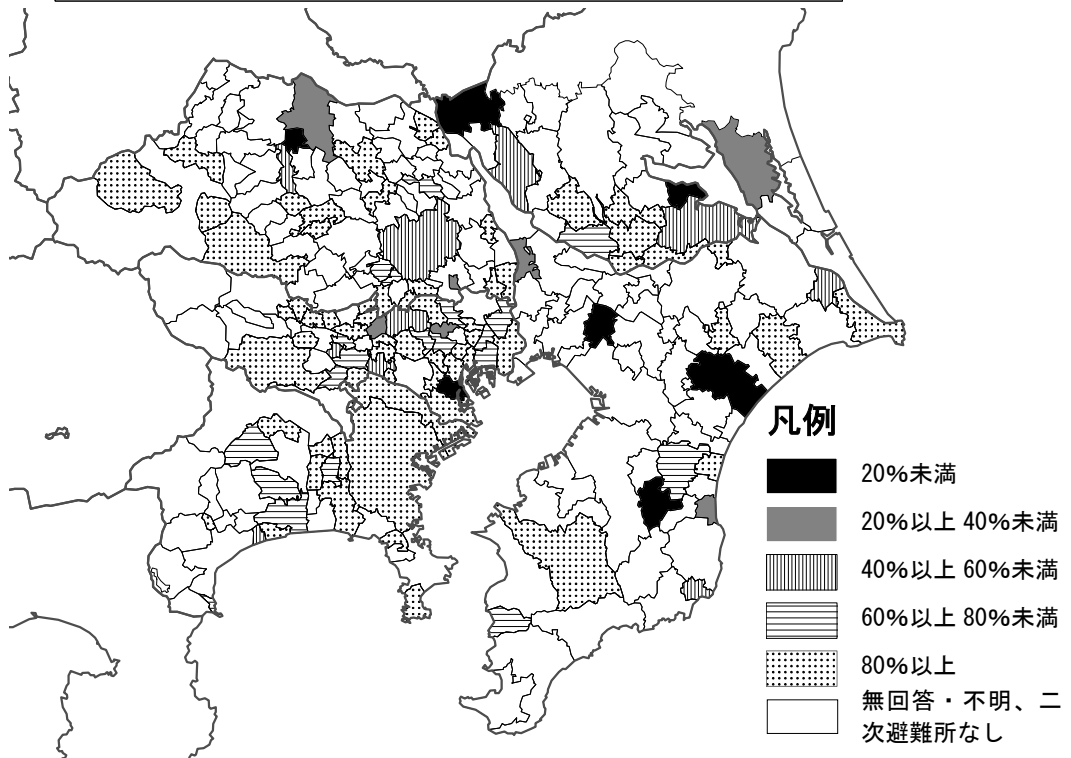 凡例
20%未満
20%以上 40%未満
40%以上 60%未満
60%以上 80%未満
80%以上
無回答・不明、二
次避難所なし